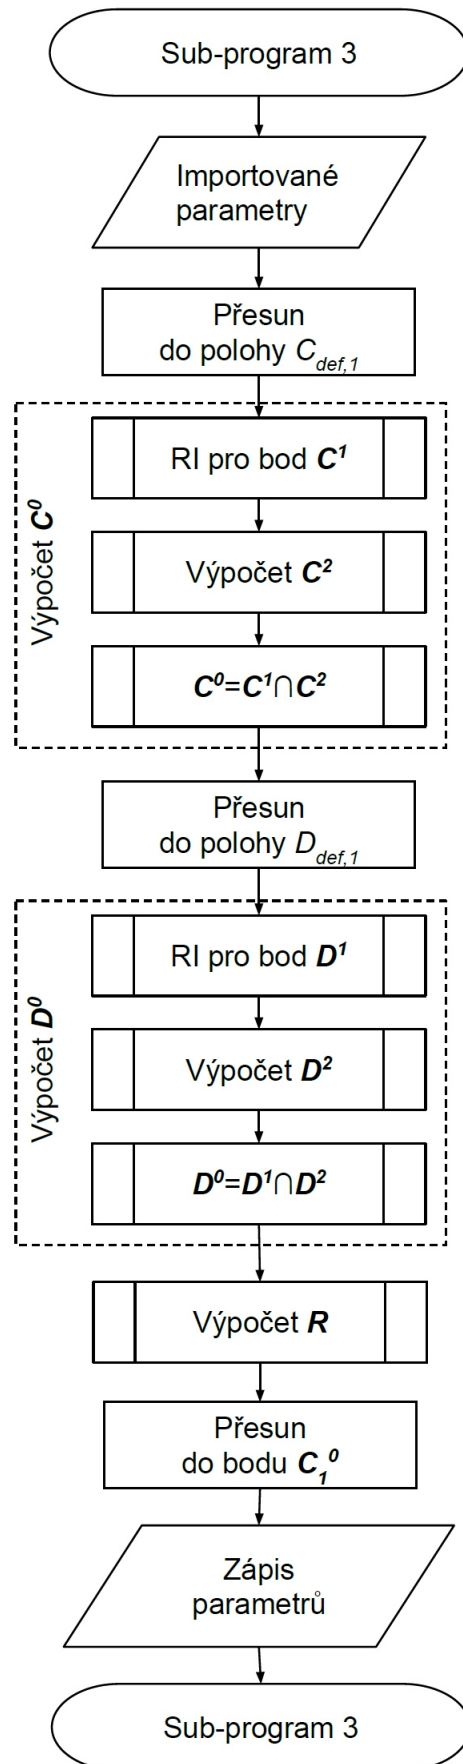 Sub-program 3
Importované
parametry
Přesun
do polohy C_def,1
Výpočet C⁰
RI pro bod C¹
Výpočet C²
C⁰=C¹∩C²
Přesun
do polohy D_def,1
Výpočet D⁰
RI pro bod D¹
Výpočet D²
D⁰=D¹∩D²
Výpočet R
Přesun
do bodu C₁⁰
Zápis
parametrů
Sub-program 3